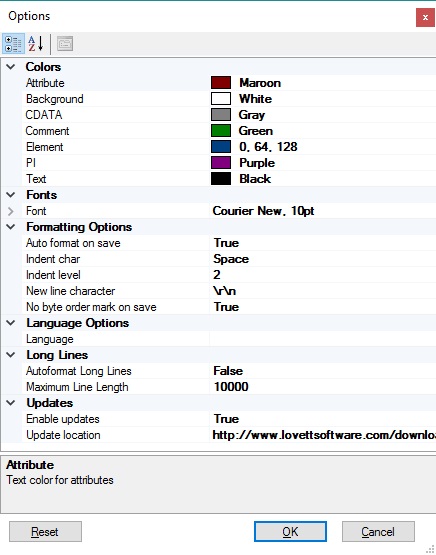 Options
Colors
Attribute Maroon
Background White
CDATA Gray
Comment Green
Element 0, 64, 128
PI Purple
Text Black
Fonts
Font Courier New, 10pt
Formatting Options
Auto format on save True
Indent char Space
Indent level 2
New line character \r\n
No byte order mark on save True
Language Options
Language
Long Lines
Autoformat Long Lines False
Maximum Line Length 10000
Updates
Enable updates True
Update location http://www.lovettsoftware.com/downlo
Attribute
Text color for attributes
Reset OK Cancel